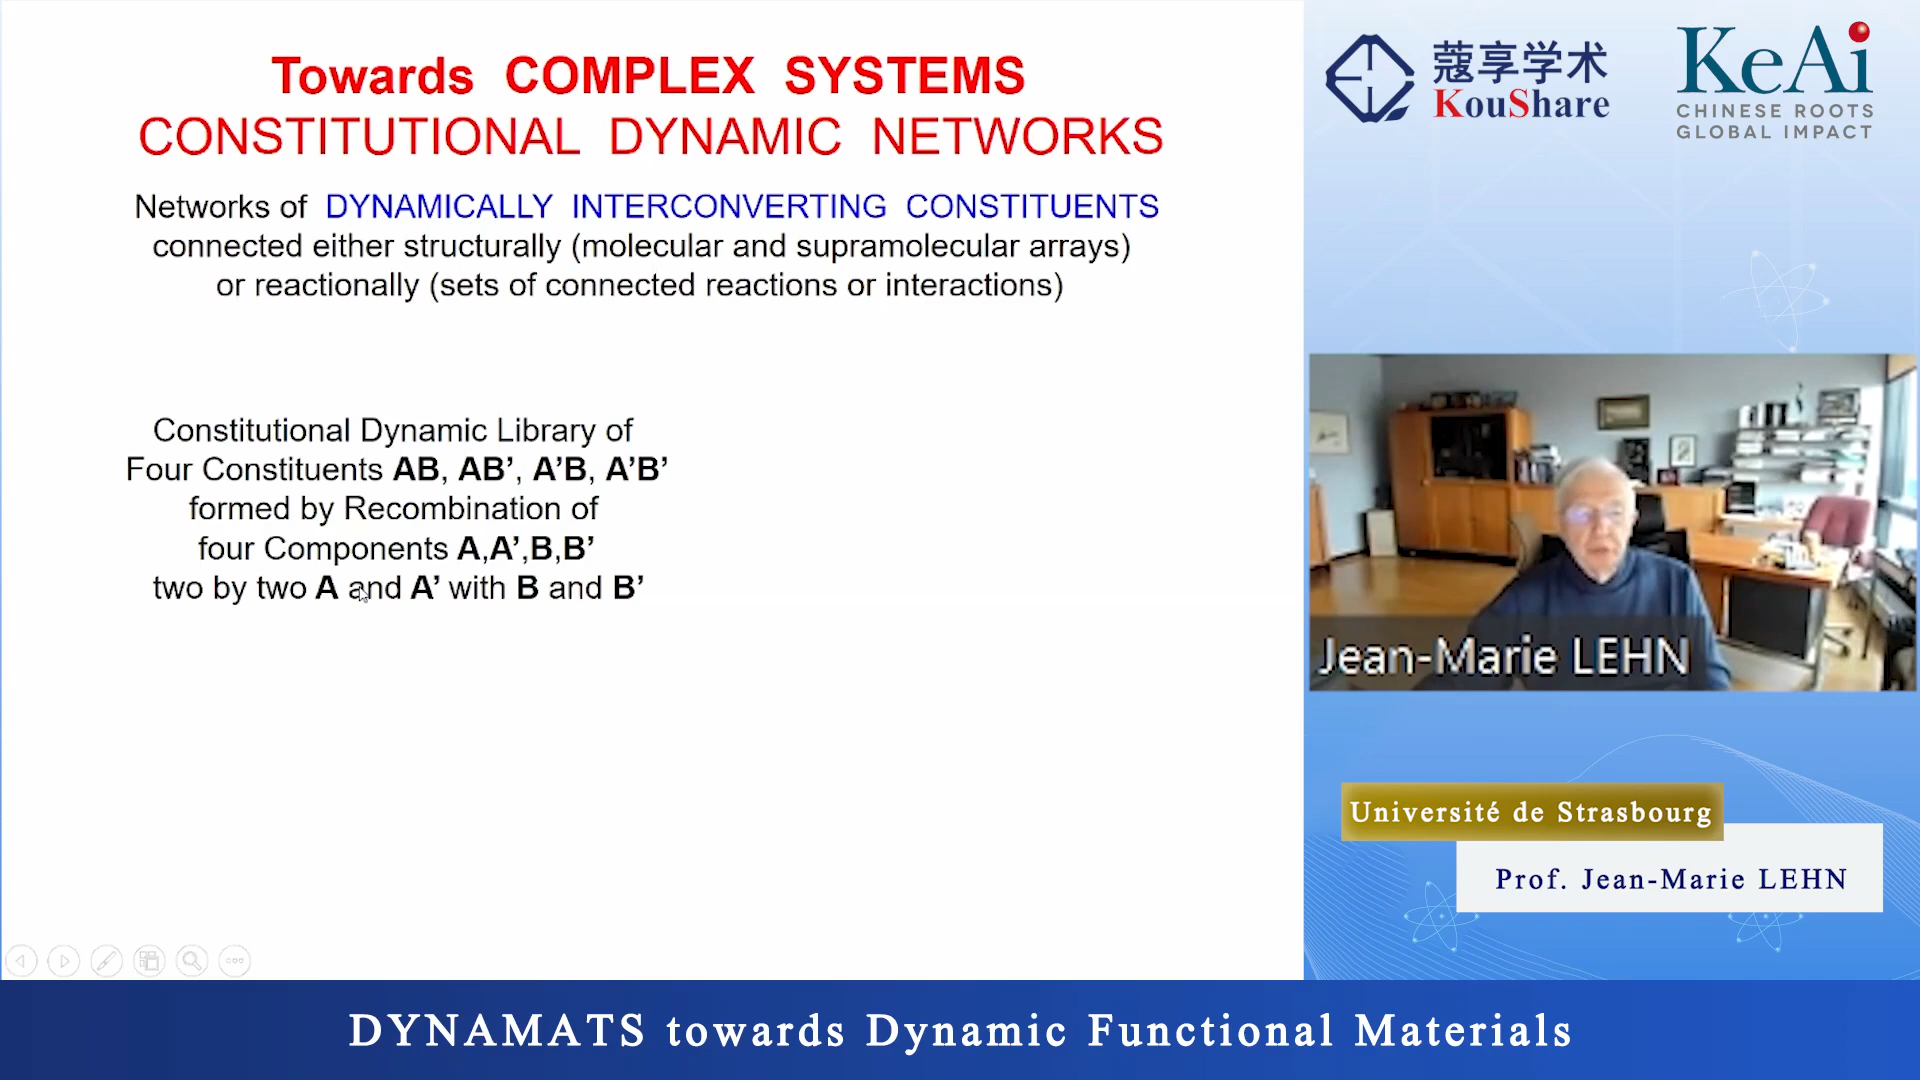 Towards COMPLEX SYSTEMS
CONSTITUTIONAL DYNAMIC NETWORKS
Networks of DYNAMICALLY INTERCONVERTING CONSTITUENTS
connected either structurally (molecular and supramolecular arrays)
or reactionally (sets of connected reactions or interactions)
Constitutional Dynamic Library of
Four Constituents AB, AB’, A’B, A’B’
formed by Recombination of
four Components A,A’,B,B’
two by two A and A’ with B and B’
蔻享学术
KouShare
KeAi
CHINESE ROOTS
GLOBAL IMPACT
Jean-Marie LEHN
Université de Strasbourg
Prof. Jean-Marie LEHN
DYNAMATS towards Dynamic Functional Materials